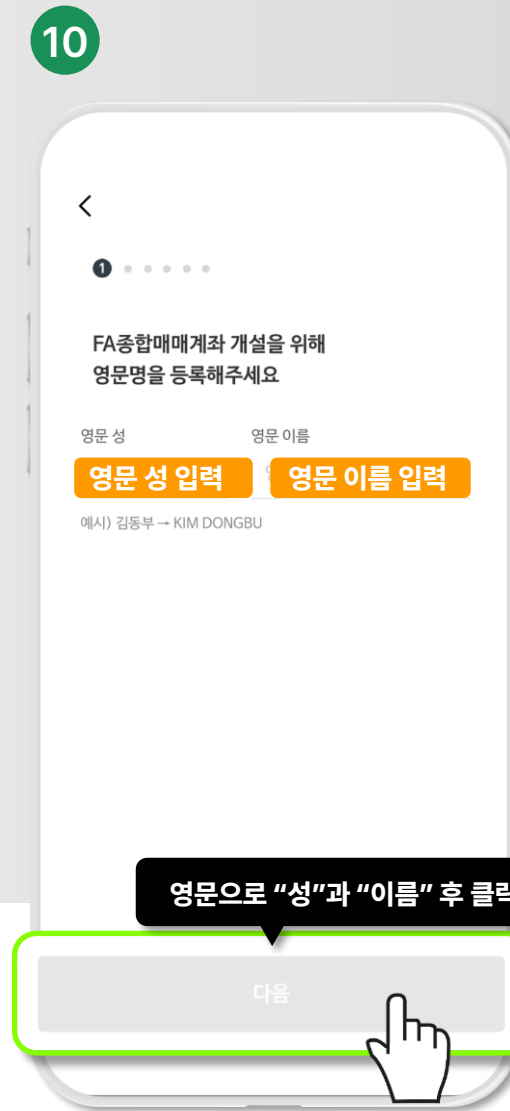 10
1
FA종합매매계좌 개설을 위해
영문명을 등록해주세요
영문 성 영문 이름
영문 성 입력 영문 이름 입력
예시) 김동부 → KIM DONGBU
영문으로 “성”과 “이름” 후 클릭
다음